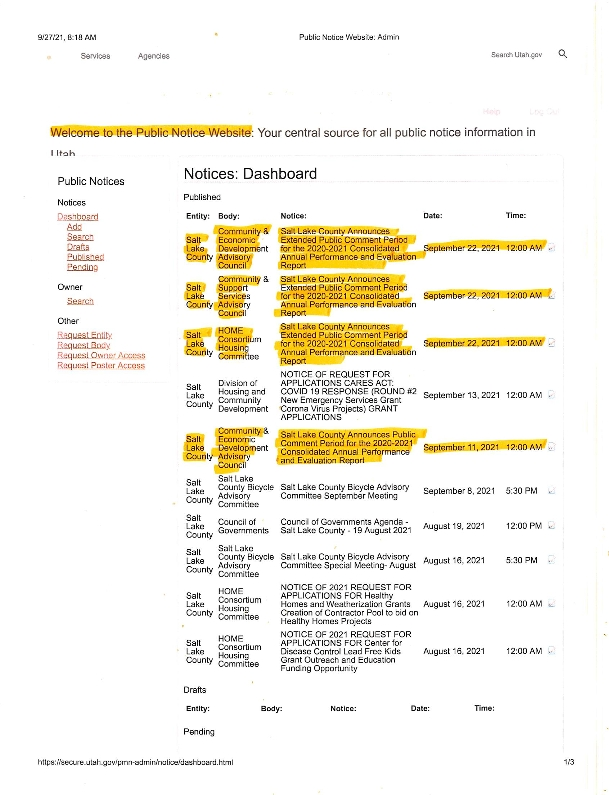 9/27/21, 8:18 AM
Public Notice Website: Admin
Services
Agencies
Search Utah.gov
Help
Log Out
Welcome to the Public Notice Website: Your central source for all public notice information in
Utah
Public Notices
Notices
Dashboard
Add
Search
Drafts
Published
Pending
Owner
Search
Other
Request Entity
Request Body
Request Owner Access
Request Poster Access
Notices: Dashboard
Published
Entity: Body: Notice: Date: Time:
Salt Lake County
Community & Economic Development Advisory Council
Salt Lake County Announces
Extended Public Comment Period
for the 2020-2021 Consolidated
Annual Performance and Evaluation
Report
September 22, 2021 12:00 AM
Salt Lake County
Community & Support Services Advisory Council
Salt Lake County Announces
Extended Public Comment Period
for the 2020-2021 Consolidated
Annual Performance and Evaluation
Report
September 22, 2021 12:00 AM
Salt Lake County
HOME Consortium Housing Committee
Salt Lake County Announces
Extended Public Comment Period
for the 2020-2021 Consolidated
Annual Performance and Evaluation
Report
September 22, 2021 12:00 AM
Salt Lake County
Division of Housing and Community Development
NOTICE OF REQUEST FOR
APPLICATIONS CARES ACT:
COVID 19 RESPONSE (ROUND #2
New Emergency Services Grant
Corona Virus Projects) GRANT
APPLICATIONS
September 13, 2021 12:00 AM
Salt Lake County
Community & Economic Development Advisory Council
Salt Lake County Announces Public
Comment Period for the 2020-2021
Consolidated Annual Performance
and Evaluation Report
September 11, 2021 12:00 AM
Salt Lake County
Salt Lake County Bicycle Advisory Committee
Salt Lake County Bicycle Advisory
Committee September Meeting
September 8, 2021 5:30 PM
Salt Lake County
Council of Governments
Council of Governments Agenda -
Salt Lake County - 19 August 2021
August 19, 2021 12:00 PM
Salt Lake County
Salt Lake County Bicycle Advisory Committee
Salt Lake County Bicycle Advisory
Committee Special Meeting- August
August 16, 2021 5:30 PM
Salt Lake County
HOME Consortium Housing Committee
NOTICE OF 2021 REQUEST FOR
APPLICATIONS FOR Healthy
Homes and Weatherization Grants
Creation of Contractor Pool to bid on
Healthy Homes Projects
August 16, 2021 12:00 AM
Salt Lake County
HOME Consortium Housing Committee
NOTICE OF 2021 REQUEST FOR
APPLICATIONS FOR Center for
Disease Control Lead Free Kids
Grant Outreach and Education
Funding Opportunity
August 16, 2021 12:00 AM
Drafts
Entity: Body: Notice: Date: Time:
Pending
https://secure.utah.gov/pmn-admin/notice/dashboard.html
1/3